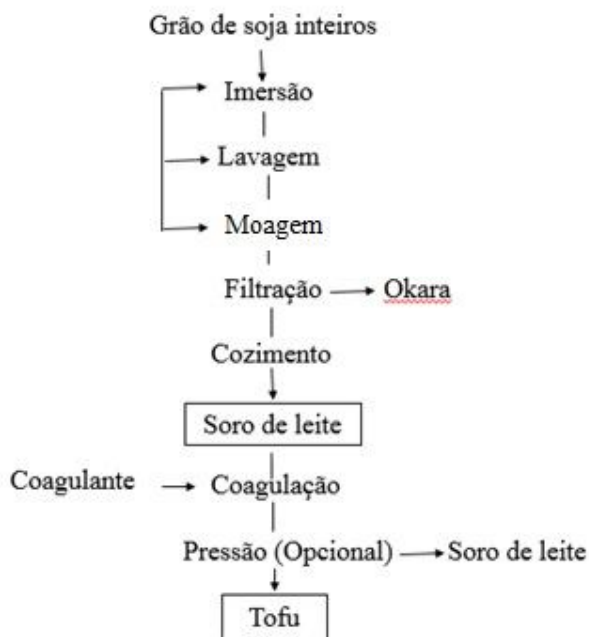 Grão de soja inteiros
Imersão
Lavagem
Moagem
Filtração Okara
Cozimento
Soro de leite
Coagulante Coagulação
Pressão (Opcional) Soro de leite
Tofu